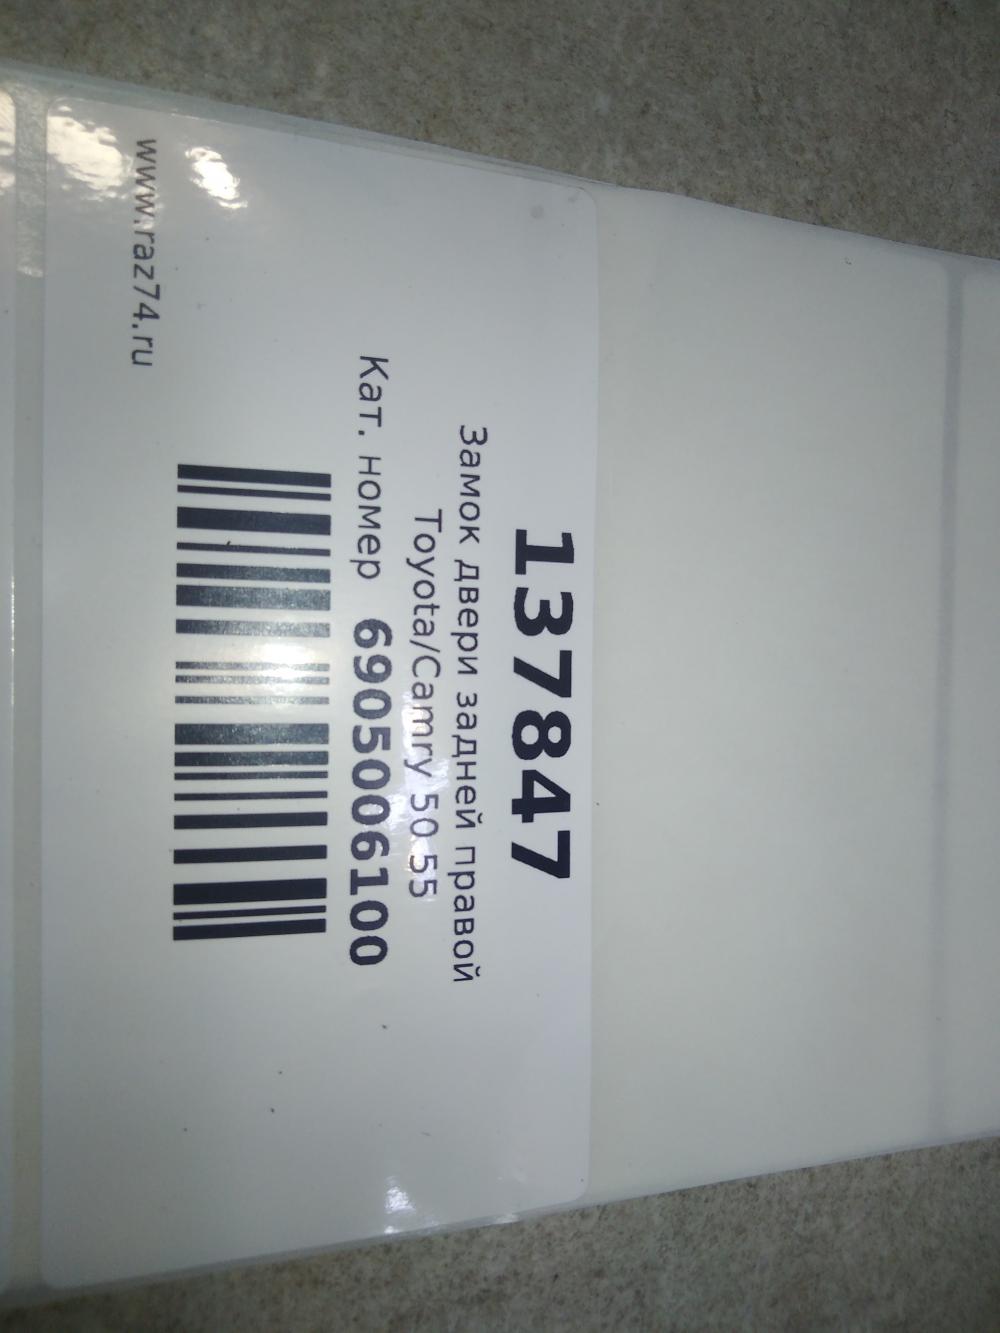 137847
Замок двери задней правой
Toyota/Camry 50 55
Кат. номер 6905006100
www.raz74.ru